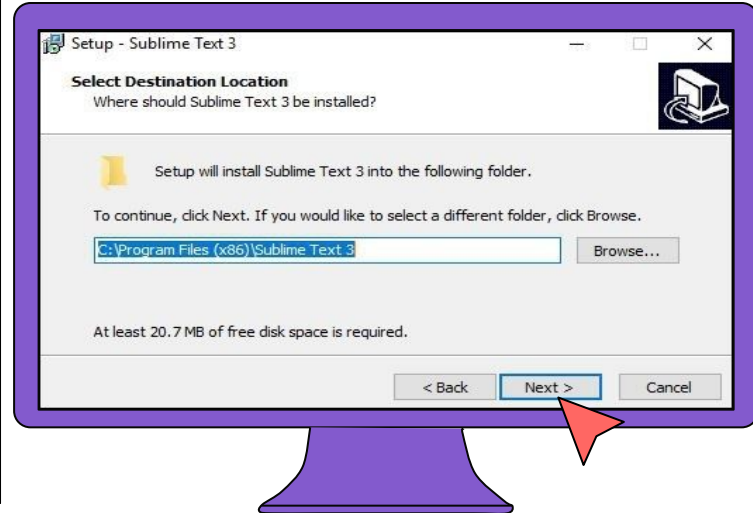 Setup - Sublime Text 3
Select Destination Location
Where should Sublime Text 3 be installed?
Setup will install Sublime Text 3 into the following folder.
To continue, click Next. If you would like to select a different folder, click Browse.
C:\Program Files (x86)\Sublime Text 3
Browse...
At least 20.7 MB of free disk space is required.
< Back
Next >
Cancel